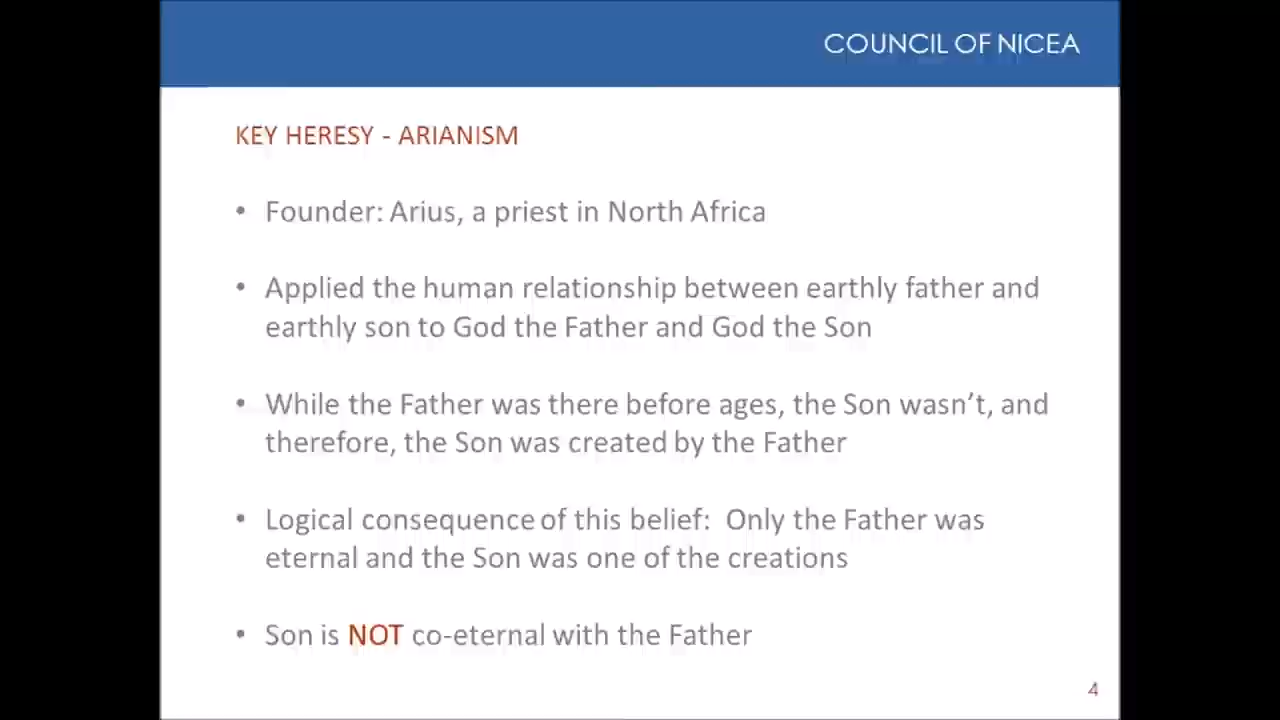 COUNCIL OF NICEA
KEY HERESY - ARIANISM
• Founder: Arius, a priest in North Africa
• Applied the human relationship between earthly father and
earthly son to God the Father and God the Son
• While the Father was there before ages, the Son wasn’t, and
therefore, the Son was created by the Father
• Logical consequence of this belief:  Only the Father was
eternal and the Son was one of the creations
• Son is NOT co-eternal with the Father
4